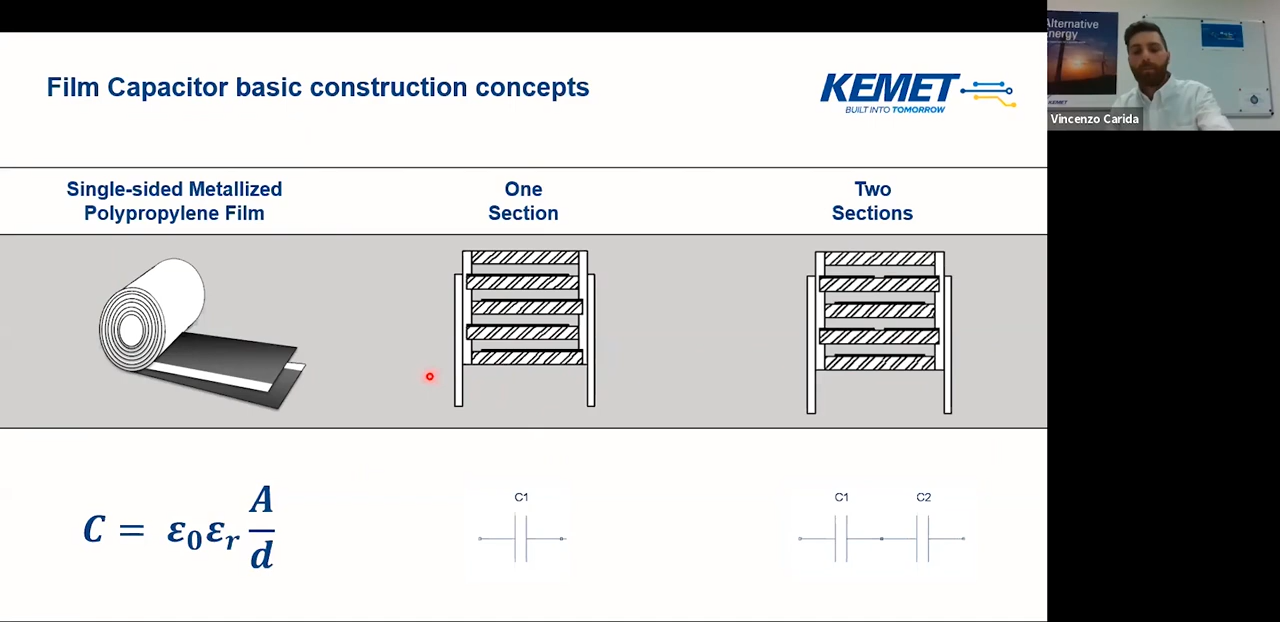 Film Capacitor basic construction concepts
KEMET
BUILT INTO TOMORROW
Alternative
Energy
KEMET
Vincenzo Carida
Single-sided Metallized
Polypropylene Film
One
Section
Two
Sections
C = ε₀εᵣ A/d
C1
C1 C2